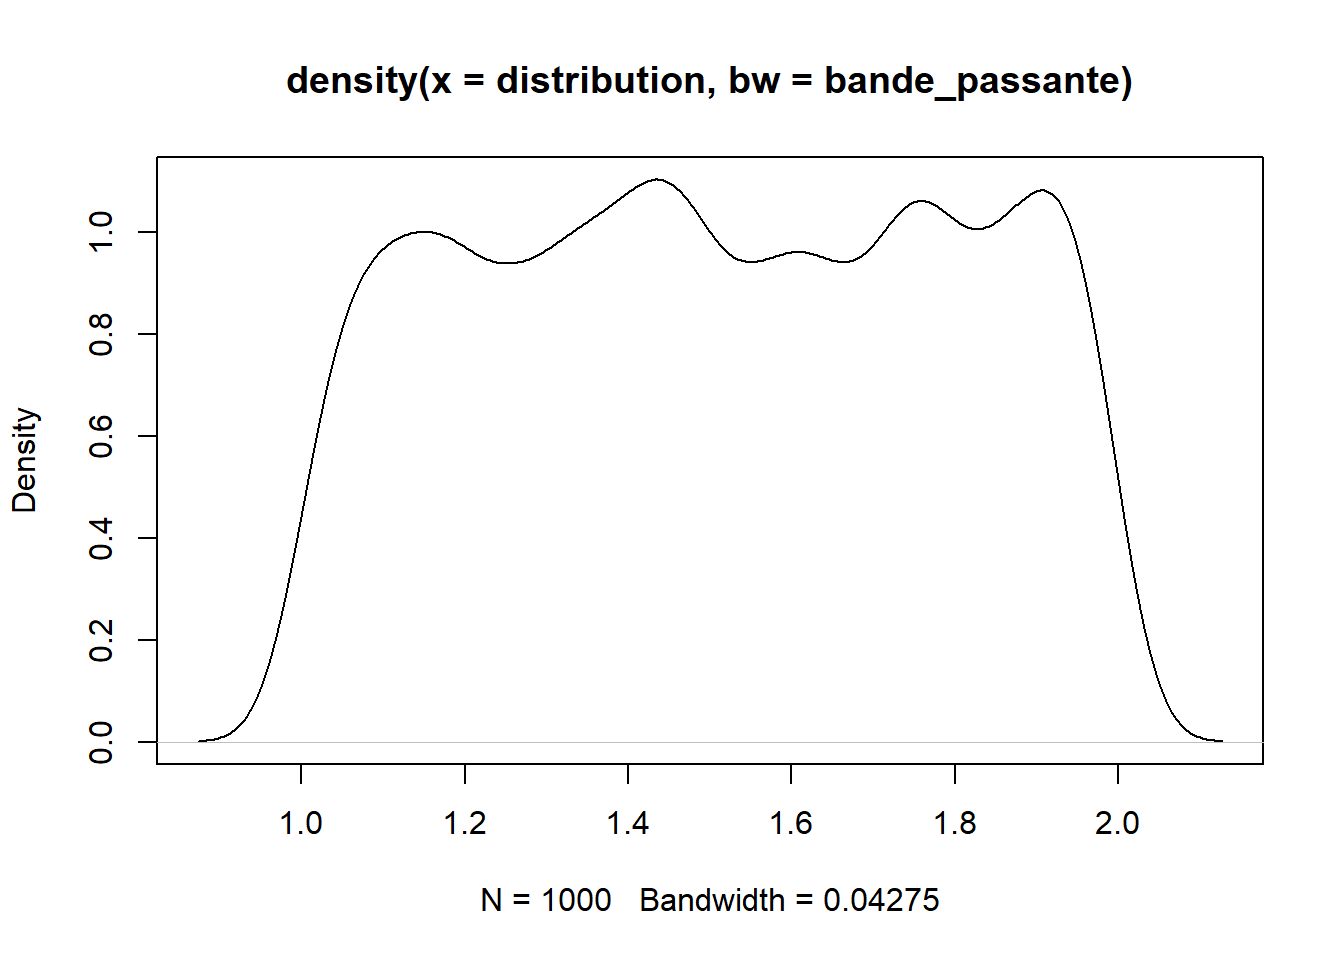 density(x = distribution, bw = bande_passante)
Density
0.0
0.2
0.4
0.6
0.8
1.0
1.0 1.2 1.4 1.6 1.8 2.0
N = 1000 Bandwidth = 0.04275